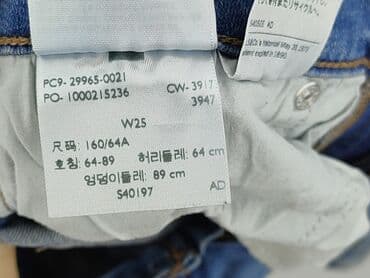 PC9- 29965-0021
PO- 1000215236
CW- 3917
3947
W25
尺码: 160/64A
호칭: 64-89 허리둘레: 64 cm
엉덩이둘레: 89 cm
S40197 AD